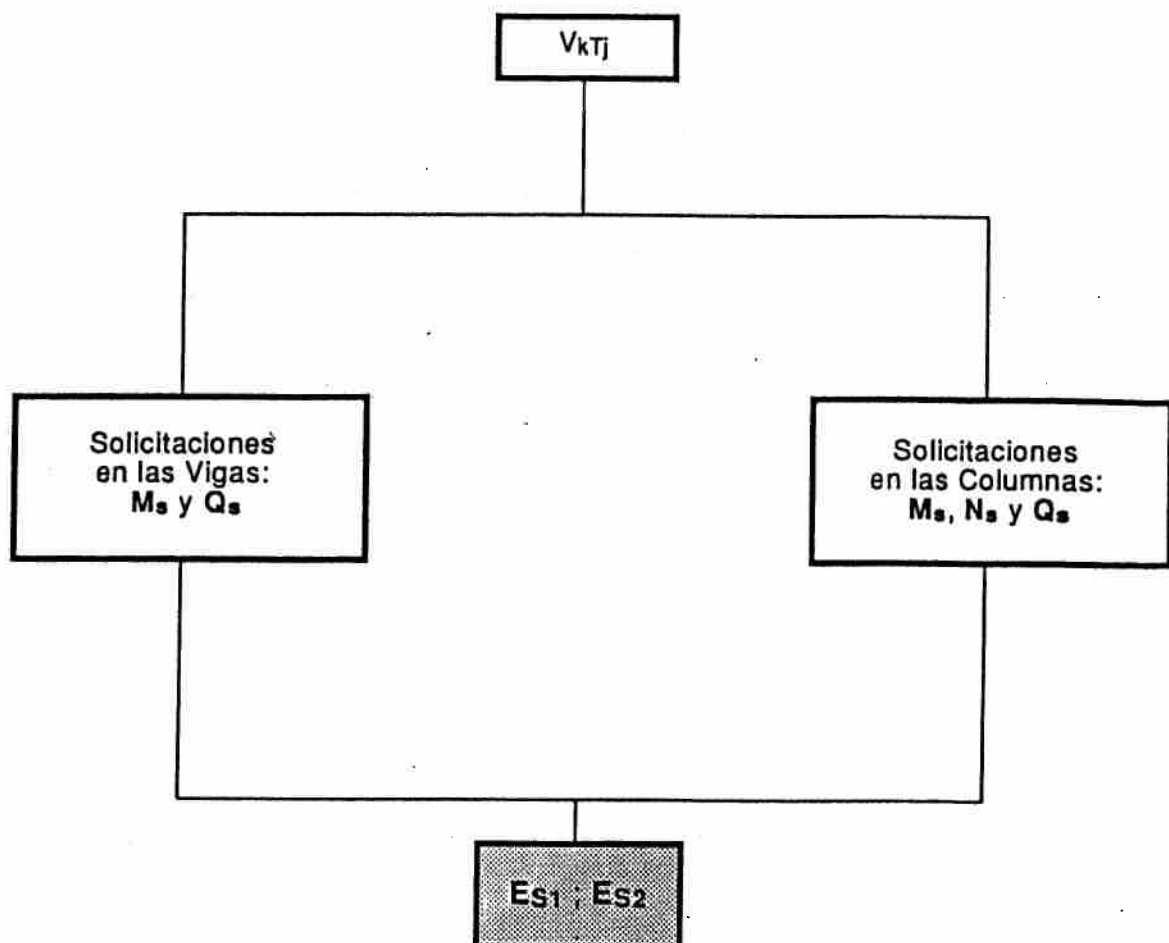 VkTj
Solicitaciones
en las Vigas:
Ms y Qs
Solicitaciones
en las Columnas:
Ms, Ns y Qs
ES1 ; ES2